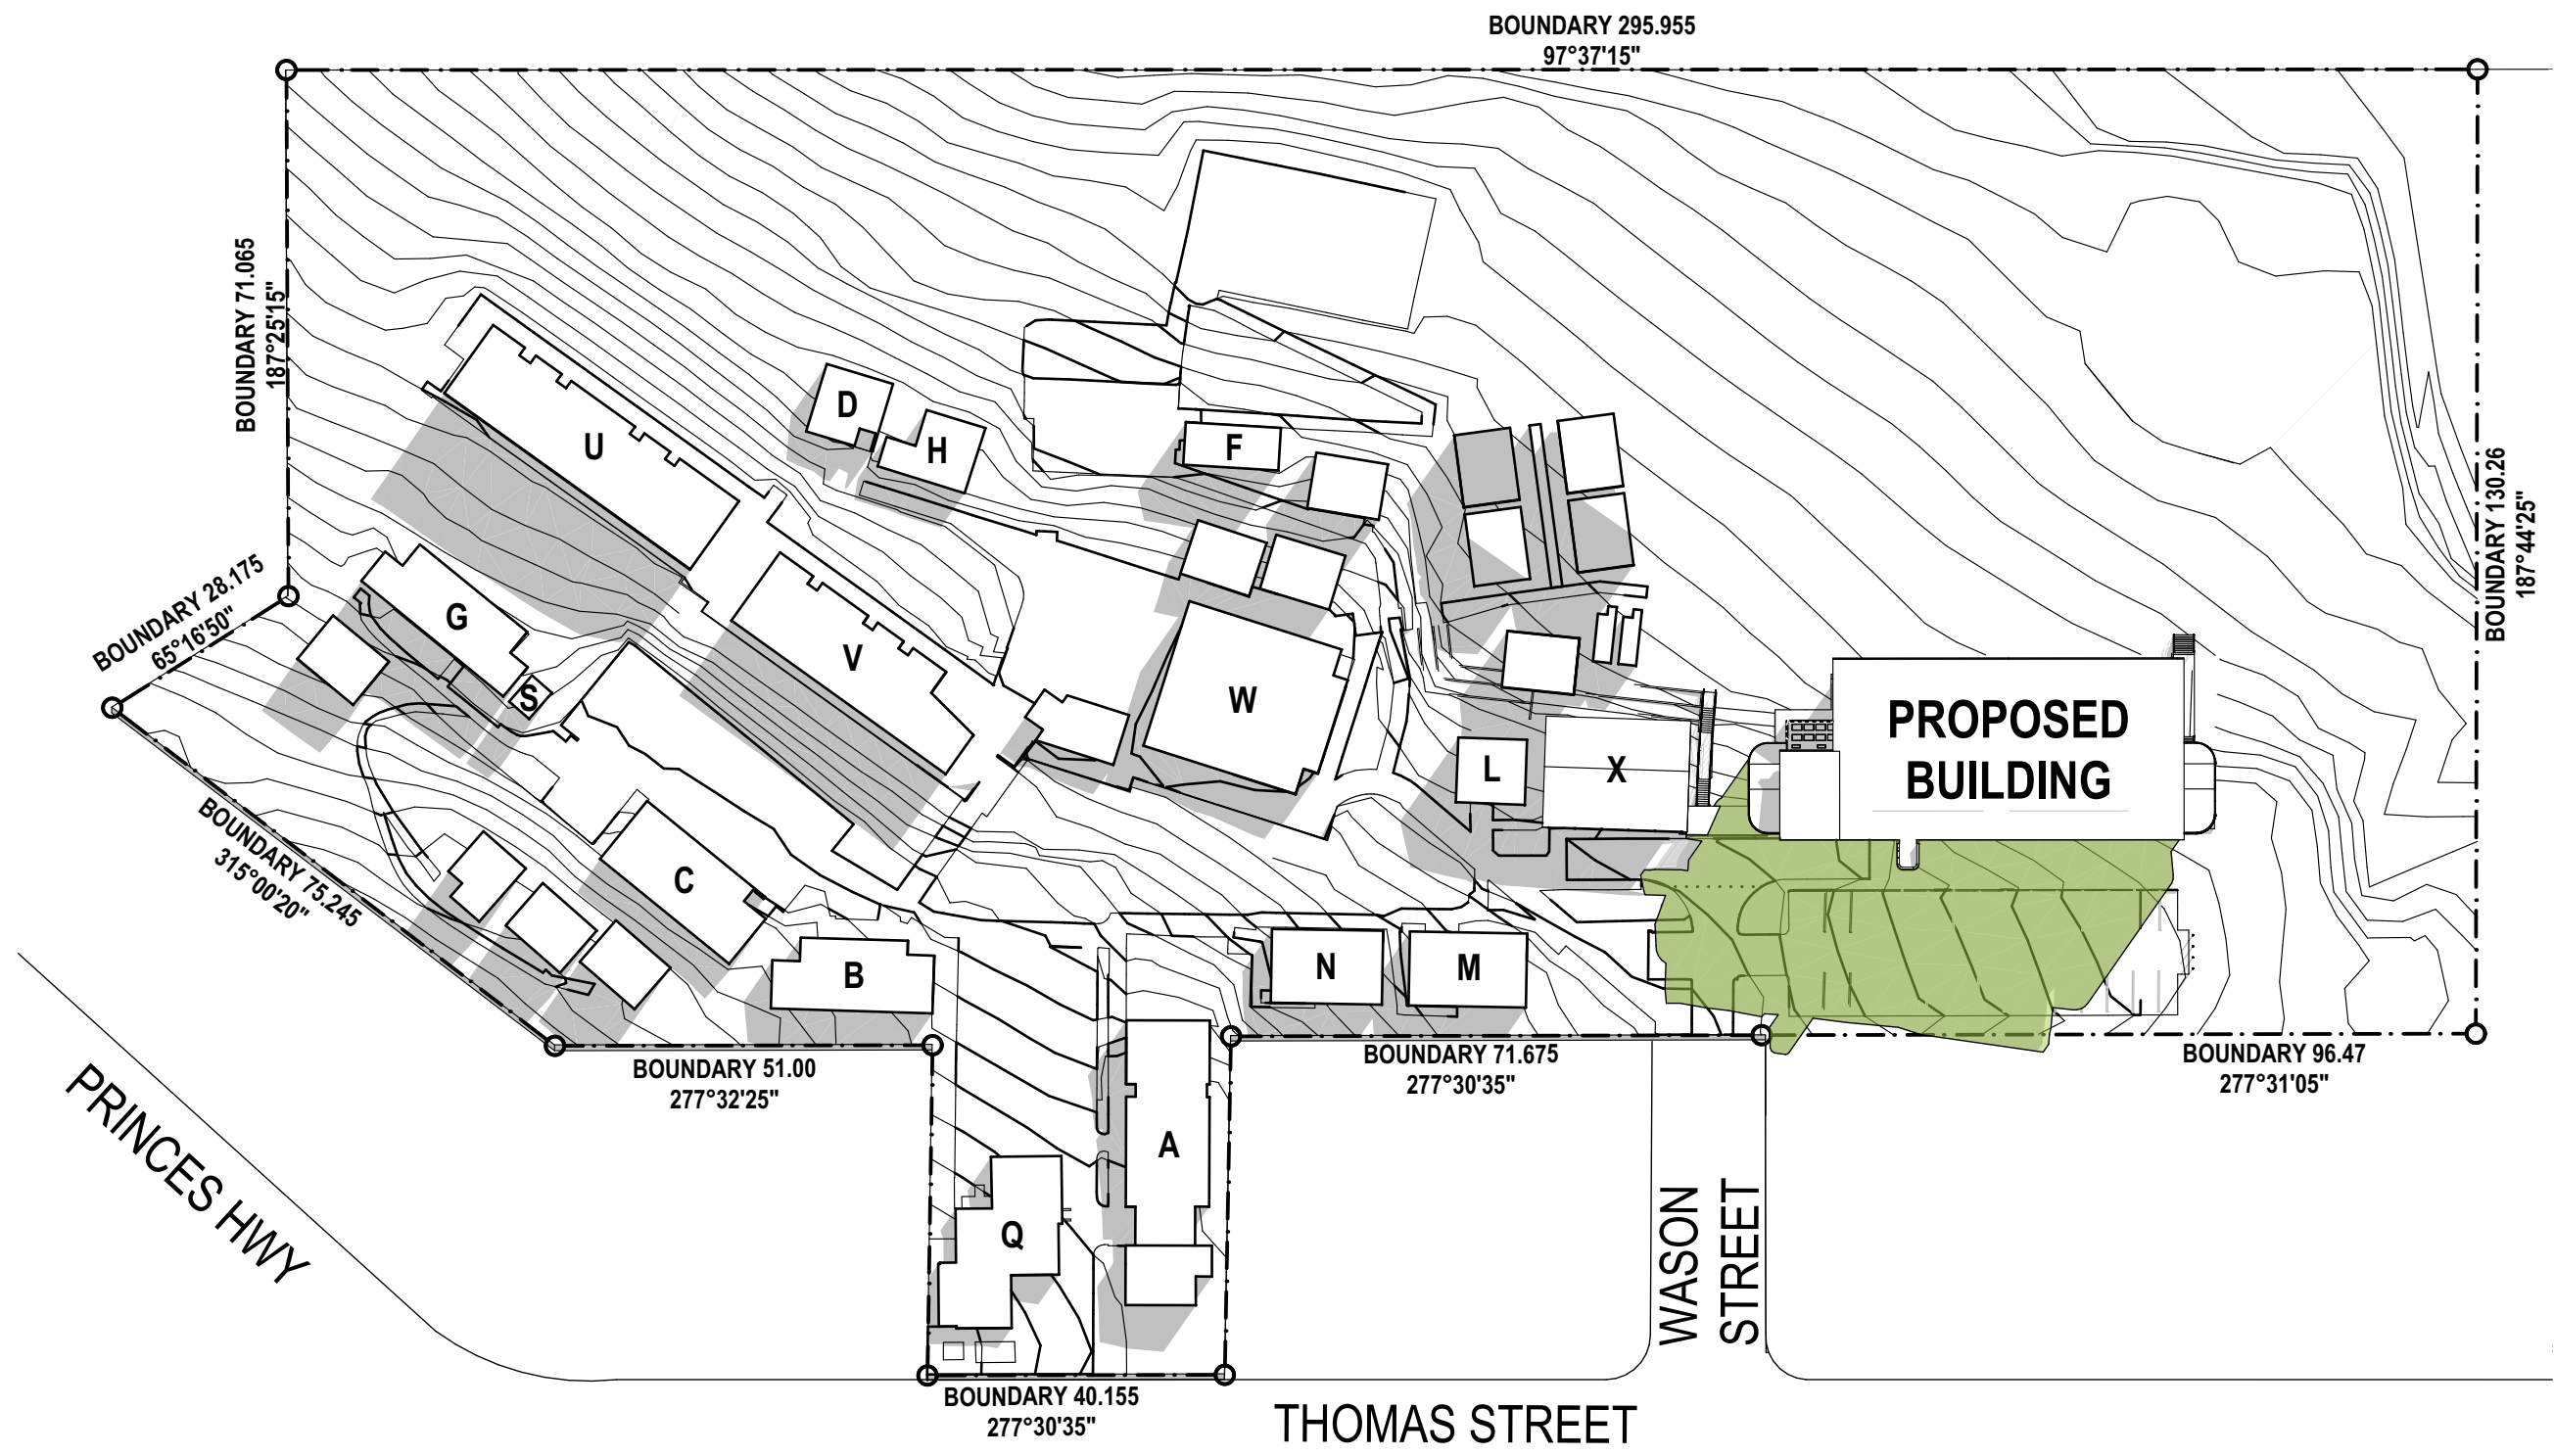 BOUNDARY 295.955
97°37'15"
BOUNDARY 71.065
187°25'15"
BOUNDARY 130.26
187°44'25"
D
H
U
F
BOUNDARY 28.175
65°16'50"
G
S
V
W
L
X
PROPOSED
BUILDING
BOUNDARY 75.245
315°00'20"
C
B
N
M
BOUNDARY 51.00
277°32'25"
BOUNDARY 71.675
277°30'35"
BOUNDARY 96.47
277°31'05"
PRINCES HWY
A
Q
WASON
STREET
BOUNDARY 40.155
277°30'35"
THOMAS STREET